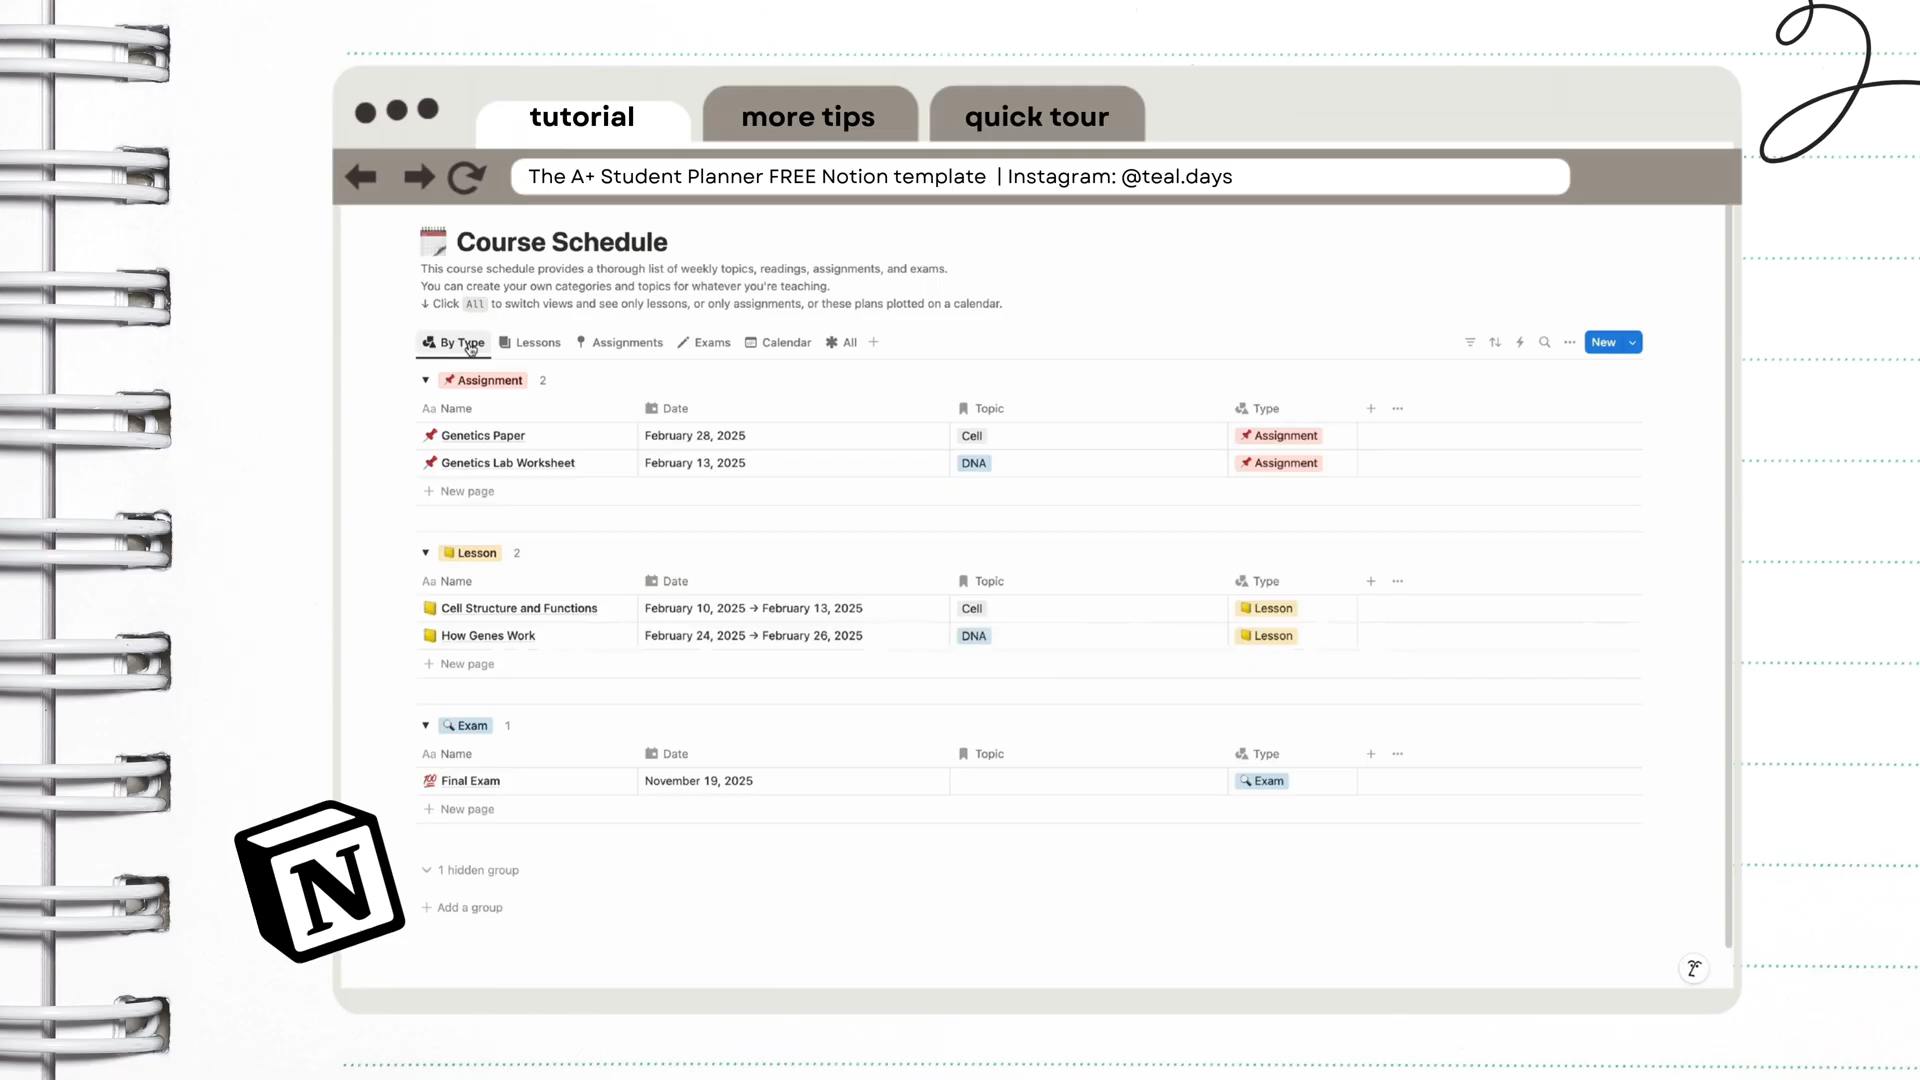 tutorial
more tips
quick tour
The A+ Student Planner FREE Notion template | Instagram: @teal.days
Course Schedule
This course schedule provides a thorough list of weekly topics, readings, assignments, and exams.
You can create your own categories and topics for whatever you're teaching.
↓ Click All to switch views and see only lessons, or only assignments, or these plans plotted on a calendar.
By Type Lessons Assignments Exams Calendar All +
New
Assignment 2
Aa Name Date Topic Type + ...
Genetics Paper February 28, 2025 Cell Assignment
Genetics Lab Worksheet February 13, 2025 DNA Assignment
+ New page
Lesson 2
Aa Name Date Topic Type + ...
Cell Structure and Functions February 10, 2025 → February 13, 2025 Cell Lesson
How Genes Work February 24, 2025 → February 26, 2025 DNA Lesson
+ New page
Exam 1
Aa Name Date Topic Type + ...
100 Final Exam November 19, 2025 Exam
+ New page
1 hidden group
+ Add a group
N